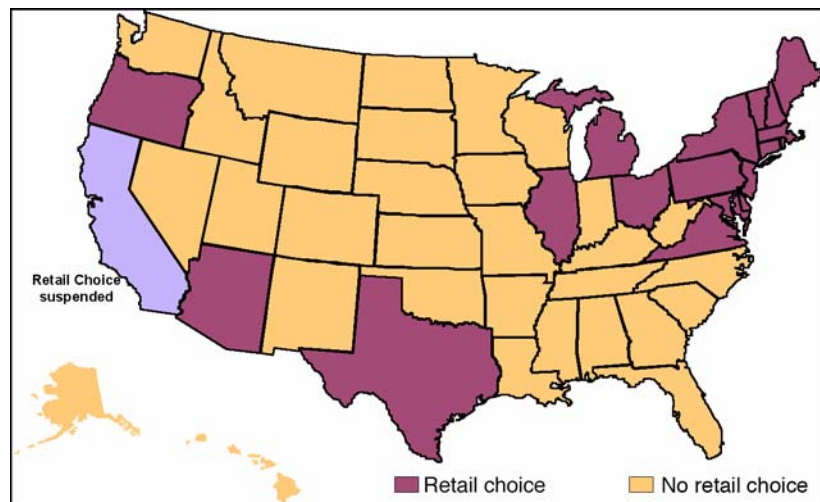 Retail Choice
suspended
Retail choice
No retail choice